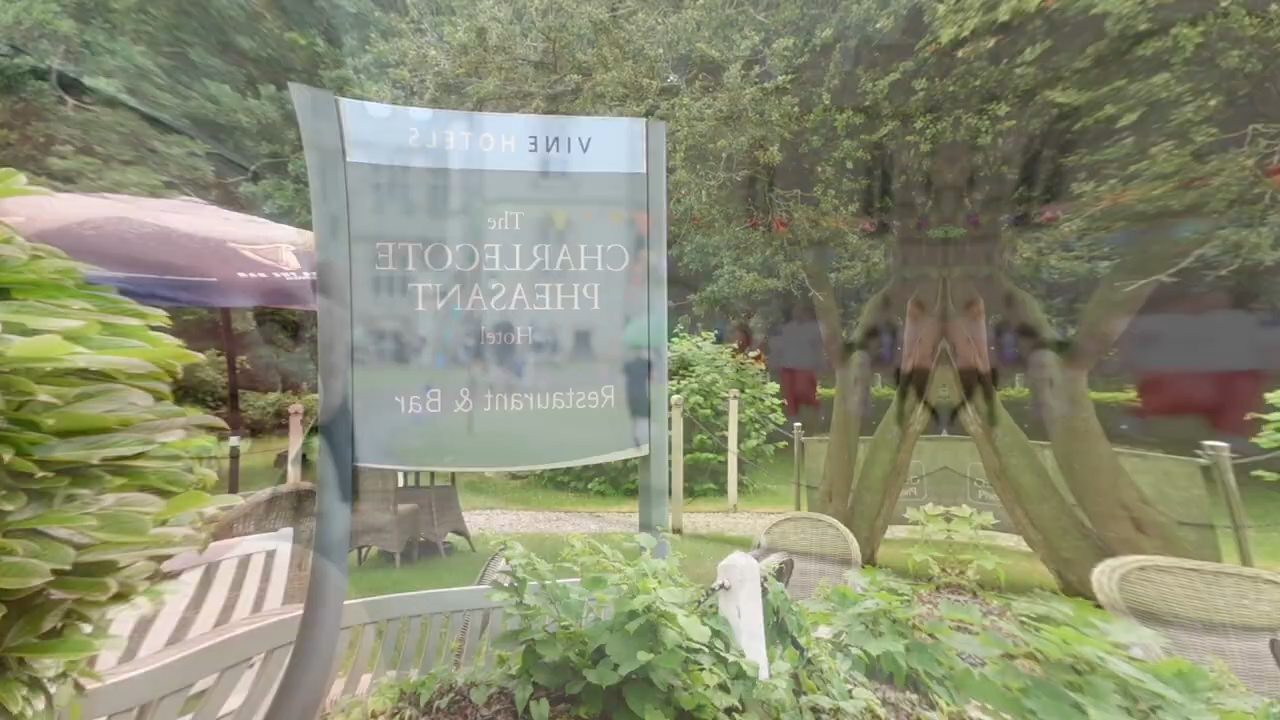 VINE HOTELS
The
CHARLECOTE
PHEASANT
Hotel
Restaurant & Bar